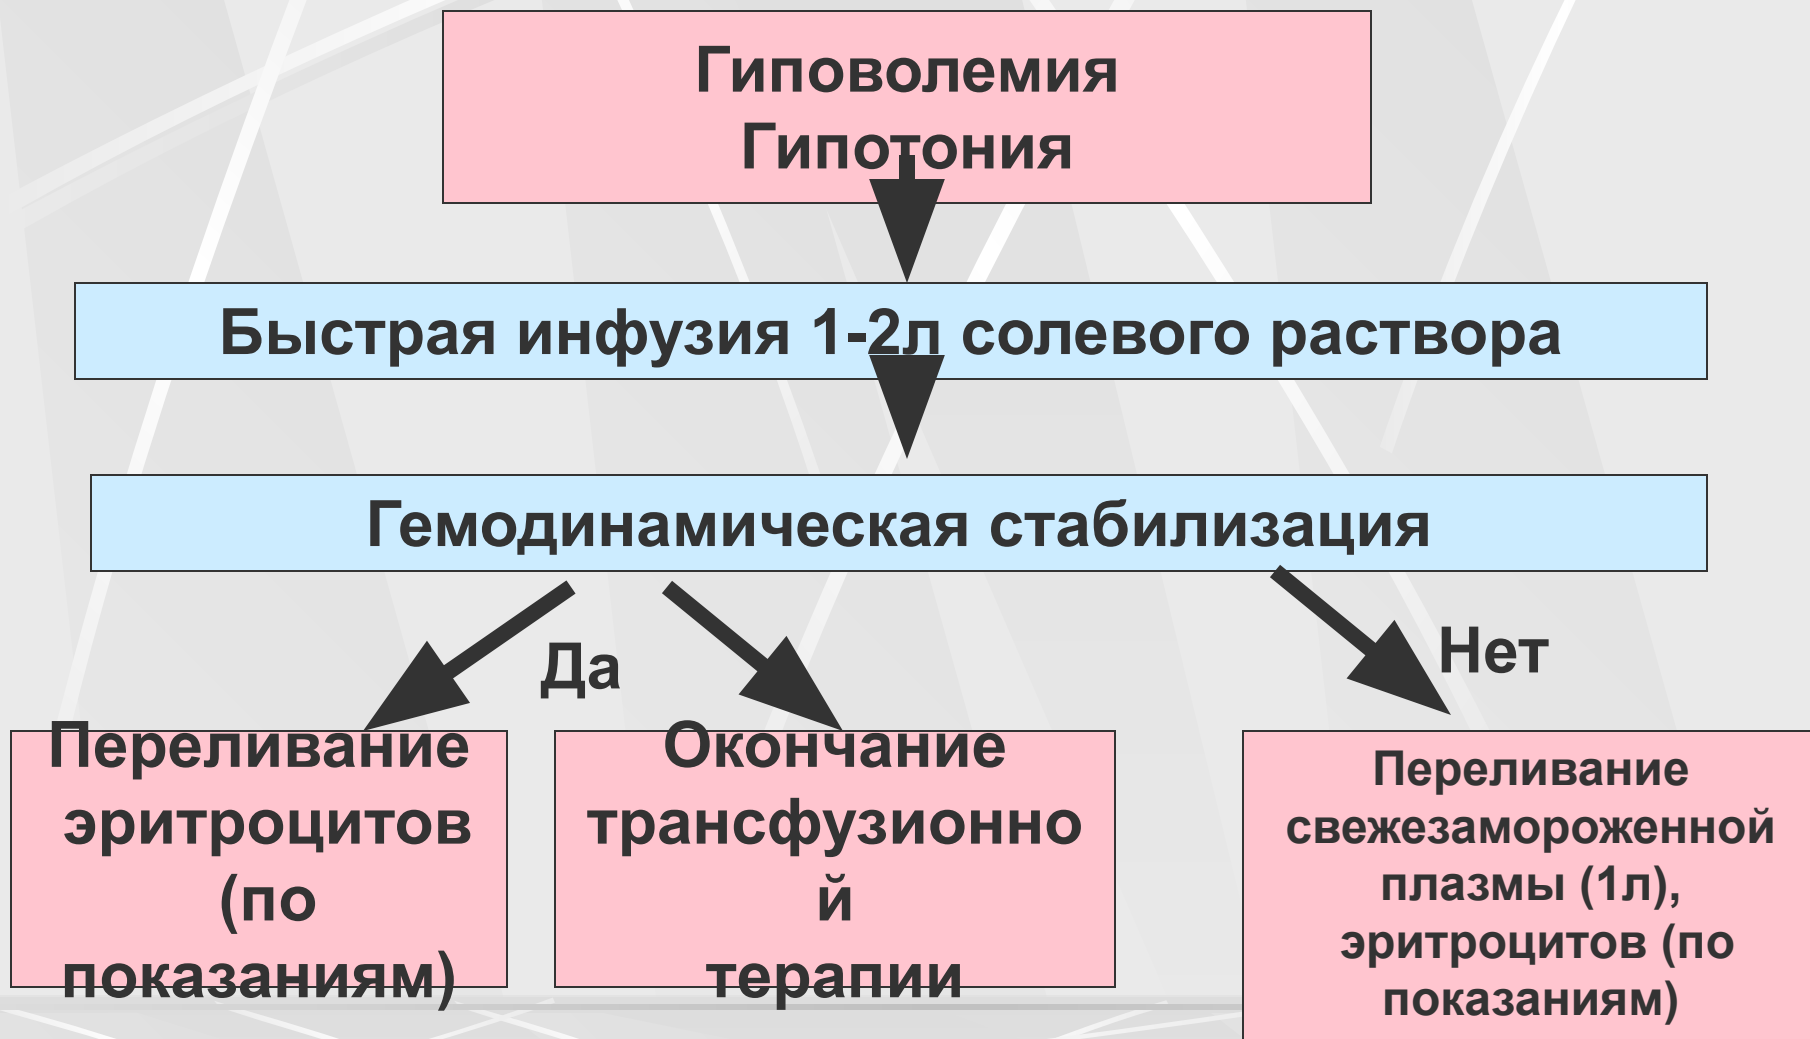 Гиповолемия
Гипотония
Быстрая инфузия 1-2л солевого раствора
Гемодинамическая стабилизация
Да
Нет
Переливание
эритроцитов
(по
показаниям)
Окончание
трансфузионно
й
терапии
Переливание
свежезамороженной
плазмы (1л),
эритроцитов (по
показаниям)